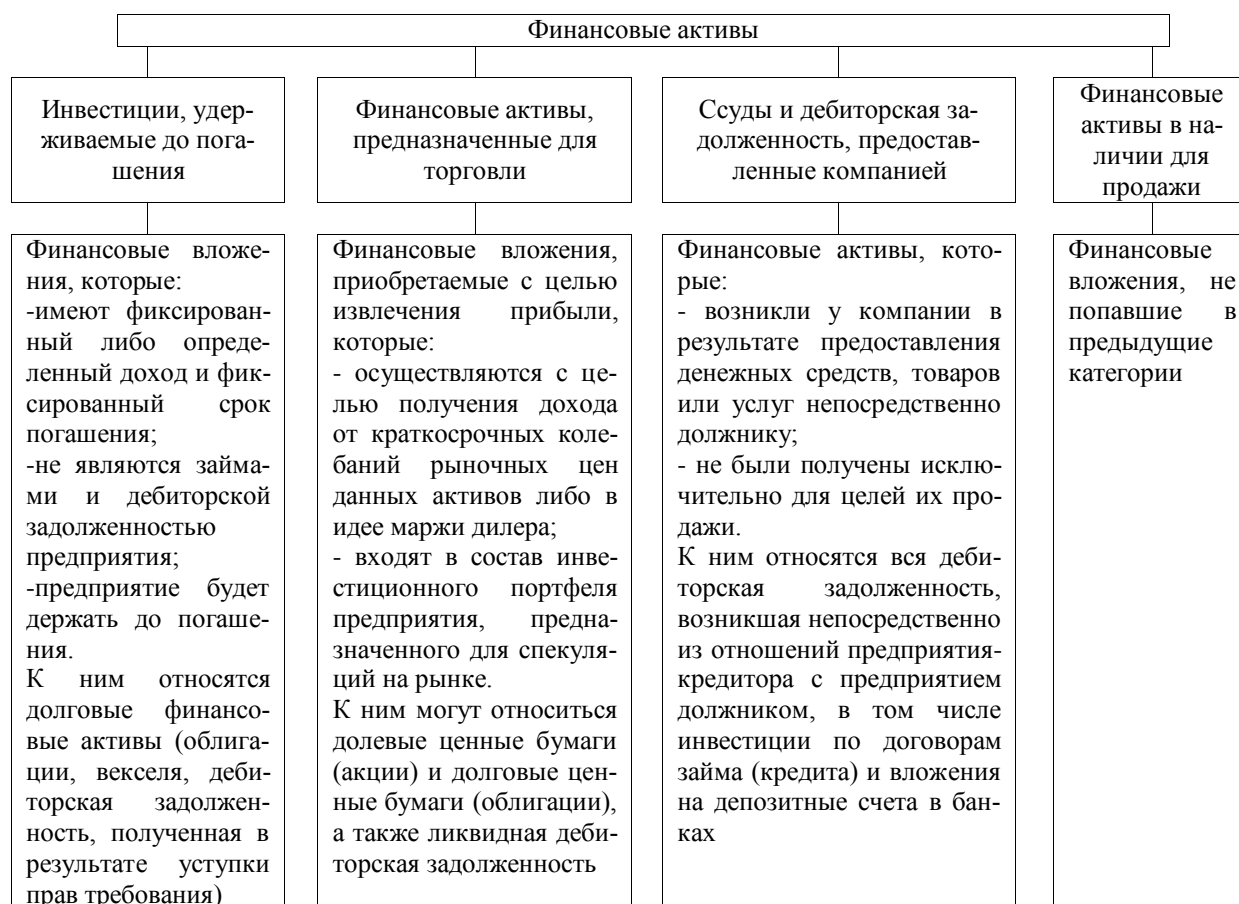 Финансовые активы
Инвестиции, удер-
живаемые до пога-
шения
Финансовые активы,
предназначенные для
торговли
Ссуды и дебиторская за-
долженность, предостав-
ленные компанией
Финансовые
активы в на-
личии для
продажи
Финансовые вложе-
ния, которые:
-имеют фиксирован-
ный либо опреде-
ленный доход и фик-
сированный срок
погашения;
-не являются займа-
ми и дебиторской
задолженностью
предприятия;
-предприятие будет
держать до погаше-
ния.
К ним относятся
долговые финансо-
вые активы (облига-
ции, векселя, деби-
торская задолжен-
ность, полученная в
результате уступки
прав требования)
Финансовые вложения,
приобретаемые с целью
извлечения прибыли,
которые:
- осуществляются с це-
лью получения дохода
от краткосрочных коле-
баний рыночных цен
данных активов либо в
идее маржи дилера;
- входят в состав инве-
стиционного портфеля
предприятия, предна-
значенного для спекуля-
ций на рынке.
К ним могут относиться
долевые ценные бумаги
(акции) и долговые цен-
ные бумаги (облигации),
а также ликвидная деби-
торская задолженность
Финансовые активы, кото-
рые:
- возникли у компании в
результате предоставления
денежных средств, товаров
или услуг непосредственно
должнику;
- не были получены исклю-
чительно для целей их про-
дажи.
К ним относятся вся деби-
торская задолженность,
возникшая непосредственно
из отношений предприятия-
кредитора с предприятием
должником, в том числе
инвестиции по договорам
займа (кредита) и вложения
на депозитные счета в бан-
ках
Финансовые
вложения, не
попавшие в
предыдущие
категории